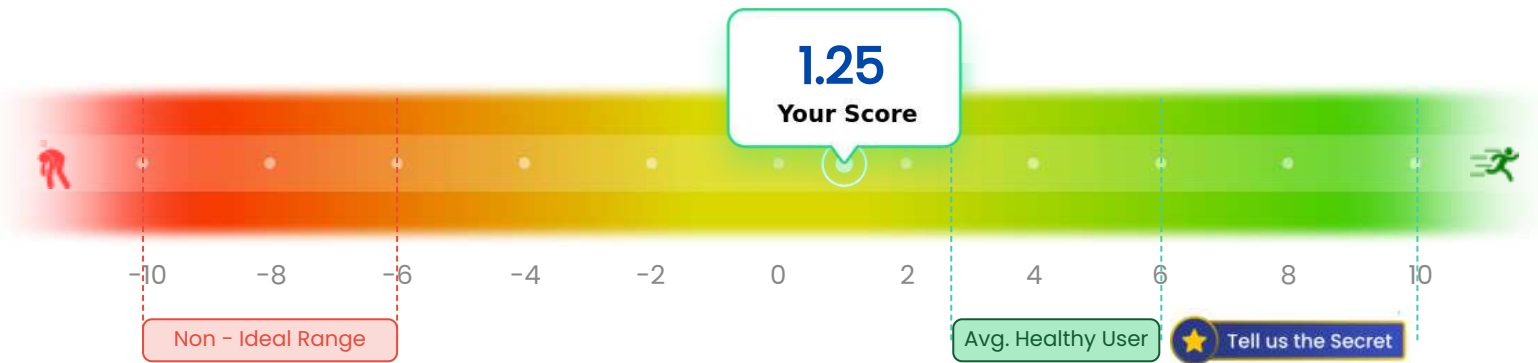 1.25
Your Score
-10 -8 -6 -4 -2 0 2 4 6 8 10
Non - Ideal Range Avg. Healthy User Tell us the Secret